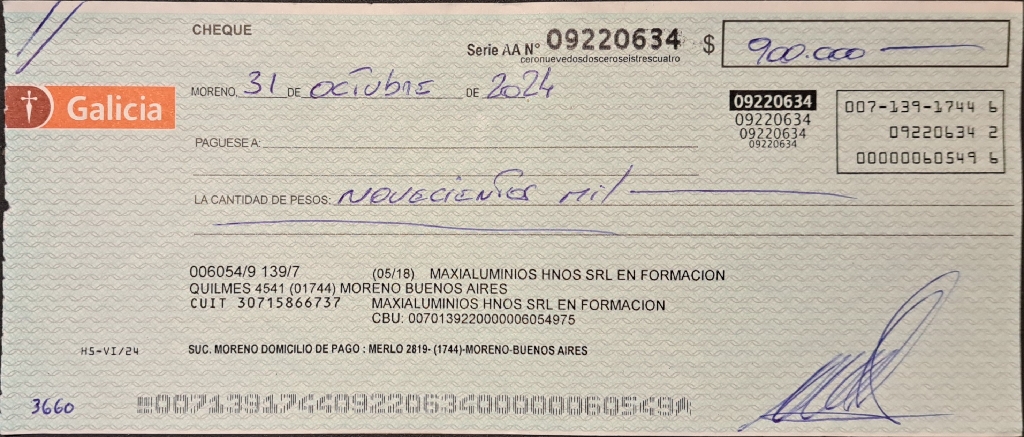 CHEQUE
Serie AA N° 09220634 $ 900.000
ceronuevedosdosceroseistrescuatro
MORENO, 31 DE OCTUBRE DE 2024
Galicia
09220634
09220634
09220634
09220634
007-139-1744 6
09220634 2
00000060549 6
PAGUESE A:
LA CANTIDAD DE PESOS: NOVECIENTOS MIL
006054/9 139/7 (05/18) MAXIALUMINIOS HNOS SRL EN FORMACION
QUILMES 4541 (01744) MORENO BUENOS AIRES
CUIT 30715866737 MAXIALUMINIOS HNOS SRL EN FORMACION
CBU: 0070139220000006054975
HS-VI/24 SUC. MORENO DOMICILIO DE PAGO : MERLO 2819- (1744)-MORENO-BUENOS AIRES
3660 00713917440922063400000060549